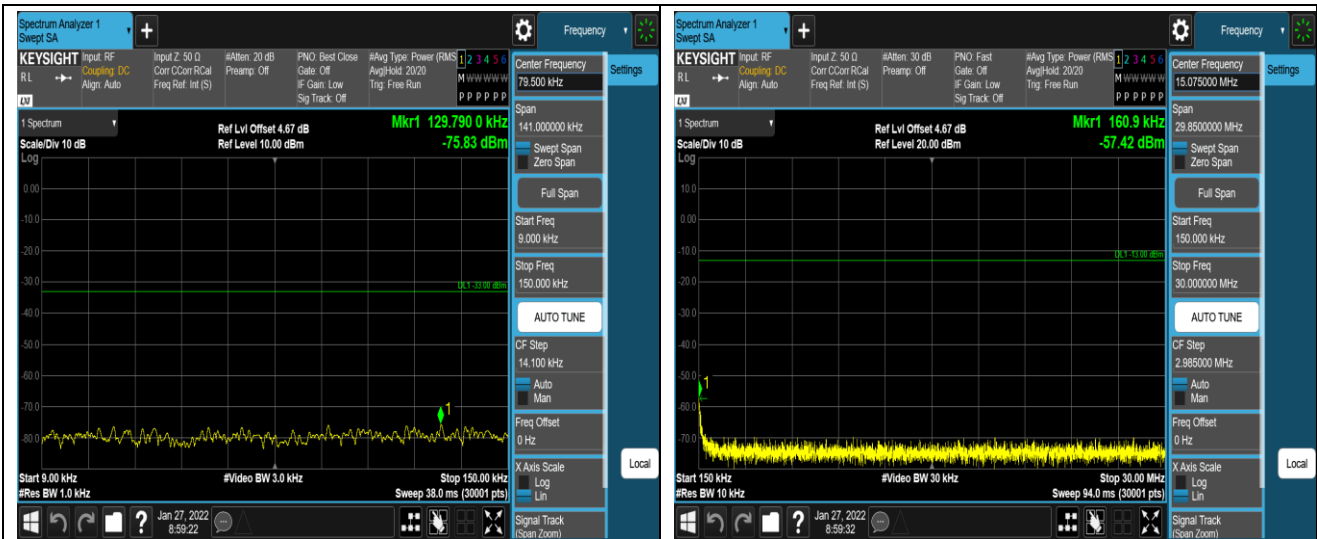 Spectrum Analyzer 1
Swept SA
+
Frequency
KEYSIGHT
RL
LXI
Input: RF
Coupling: DC
Align: Auto
Input Z: 50 Ω
Corr CCorr RCal
Freq Ref: Int (S)
#Atten: 20 dB
Preamp: Off
PNO: Best Close
Gate: Off
IF Gain: Low
Sig Track: Off
#Avg Type: Power (RMS
Avg|Hold: 20/20
Trig: Free Run
1 2 3 4 5 6
M W W W W W
P P P P P P
Center Frequency
79.500 kHz
Settings
Span
141.000000 kHz
Swept Span
Zero Span
Full Span
Start Freq
9.000 kHz
Stop Freq
150.000 kHz
AUTO TUNE
CF Step
14.100 kHz
Auto
Man
Freq Offset
0 Hz
X Axis Scale
Log
Lin
Signal Track
(Span Zoom)
Local
1 Spectrum
Scale/Div 10 dB
Log
Ref Lvl Offset 4.67 dB
Ref Level 10.00 dBm
Mkr1 129.790 0 kHz
-75.83 dBm
0.00
-10.0
-20.0
-30.0
DL1 -33.00 dBm
-40.0
-50.0
-60.0
-70.0
1
-80.0
Start 9.00 kHz
#Video BW 3.0 kHz
Stop 150.00 kHz
#Res BW 1.0 kHz
Sweep 38.0 ms (30001 pts)
?
Jan 27, 2022
8:59:22
Spectrum Analyzer 1
Swept SA
+
Frequency
KEYSIGHT
RL
LXI
Input: RF
Coupling: DC
Align: Auto
Input Z: 50 Ω
Corr CCorr RCal
Freq Ref: Int (S)
#Atten: 30 dB
Preamp: Off
PNO: Fast
Gate: Off
IF Gain: Low
Sig Track: Off
#Avg Type: Power (RMS
Avg|Hold: 20/20
Trig: Free Run
1 2 3 4 5 6
M W W W W W
P P P P P P
Center Frequency
15.075000 MHz
Settings
Span
29.8500000 MHz
Swept Span
Zero Span
Full Span
Start Freq
150.000 kHz
Stop Freq
30.000000 MHz
AUTO TUNE
CF Step
2.985000 MHz
Auto
Man
Freq Offset
0 Hz
X Axis Scale
Log
Lin
Signal Track
(Span Zoom)
Local
1 Spectrum
Scale/Div 10 dB
Log
Ref Lvl Offset 4.67 dB
Ref Level 20.00 dBm
Mkr1 160.9 kHz
-57.42 dBm
10.0
0.00
-10.0
DL1 -13.00 dBm
-20.0
-30.0
-40.0
-50.0
1
-60.0
-70.0
Start 150 kHz
#Video BW 30 kHz
Stop 30.00 MHz
#Res BW 10 kHz
Sweep 94.0 ms (30001 pts)
?
Jan 27, 2022
8:59:32